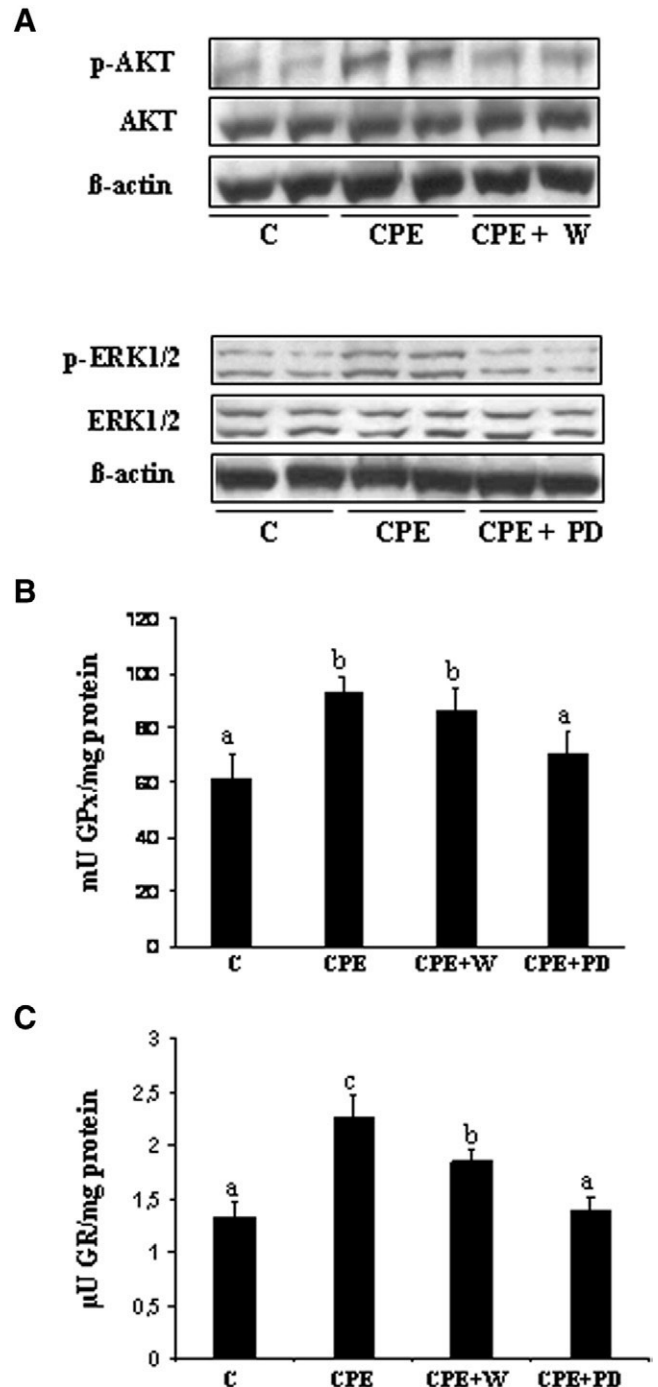 A
p-AKT
AKT
ß-actin
C CPE CPE + W
p-ERK1/2
ERK1/2
ß-actin
C CPE CPE + PD
B
mU GPx/mg protein
120
100
80
60
40
20
0
a
b
b
a
C CPE CPE+W CPE+PD
C
µU GR/mg protein
3
2,5
2
1,5
1
0,5
0
a
c
b
a
C CPE CPE+W CPE+PD